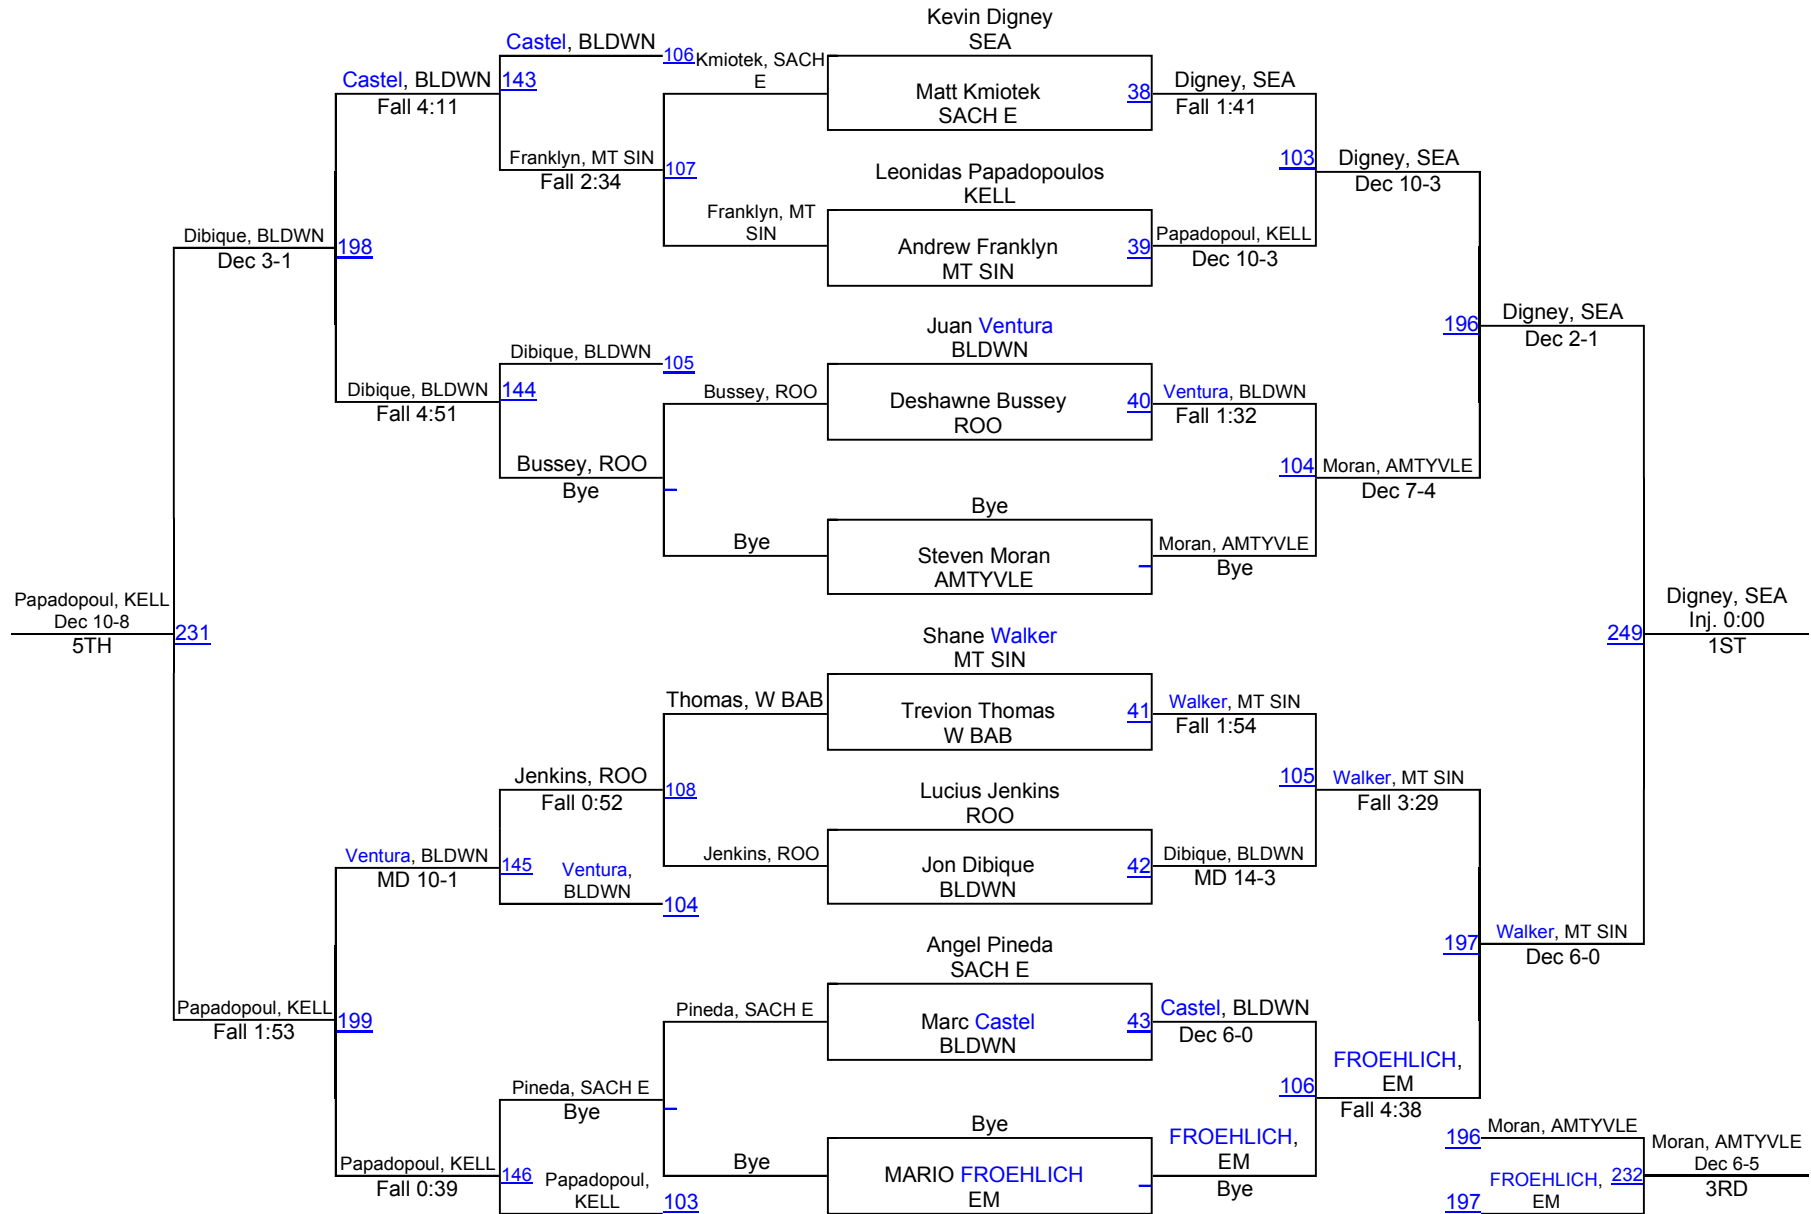 Kevin Digney
SEA
Castel, BLDWN
106
Kmiotek, SACH
E
Castel, BLDWN
143
Fall 4:11
Matt Kmiotek
SACH E
38
Digney, SEA
Fall 1:41
Franklyn, MT SIN
Fall 2:34
107
103
Digney, SEA
Dec 10-3
Leonidas Papadopoulos
KELL
Franklyn, MT
SIN
Andrew Franklyn
MT SIN
39
Papadopoul, KELL
Dec 10-3
Dibique, BLDWN
Dec 3-1
198
Juan Ventura
BLDWN
196
Digney, SEA
Dec 2-1
Dibique, BLDWN
105
Dibique, BLDWN
Fall 4:51
144
Bussey, ROO
Deshawne Bussey
ROO
40
Ventura, BLDWN
Fall 1:32
Bussey, ROO
Bye
104
Moran, AMTYVLE
Dec 7-4
Bye
Bye
Steven Moran
AMTYVLE
Moran, AMTYVLE
Bye
Papadopoul, KELL
Dec 10-8
5TH
231
249
Digney, SEA
Inj. 0:00
1ST
Shane Walker
MT SIN
Thomas, W BAB
Trevion Thomas
W BAB
41
Walker, MT SIN
Fall 1:54
Jenkins, ROO
Fall 0:52
108
105
Walker, MT SIN
Fall 3:29
Lucius Jenkins
ROO
Ventura, BLDWN
MD 10-1
145
Ventura,
BLDWN
104
Jenkins, ROO
Jon Dibique
BLDWN
42
Dibique, BLDWN
MD 14-3
Angel Pineda
SACH E
197
Walker, MT SIN
Dec 6-0
Papadopoul, KELL
Fall 1:53
199
Pineda, SACH E
Marc Castel
BLDWN
43
Castel, BLDWN
Dec 6-0
Pineda, SACH E
Bye
106
FROEHLICH,
EM
Fall 4:38
Bye
Papadopoul, KELL
Fall 0:39
146
Papadopoul,
KELL
103
Bye
MARIO FROEHLICH
EM
FROEHLICH,
EM
Bye
196
Moran, AMTYVLE
197
FROEHLICH,
EM
232
Moran, AMTYVLE
Dec 6-5
3RD